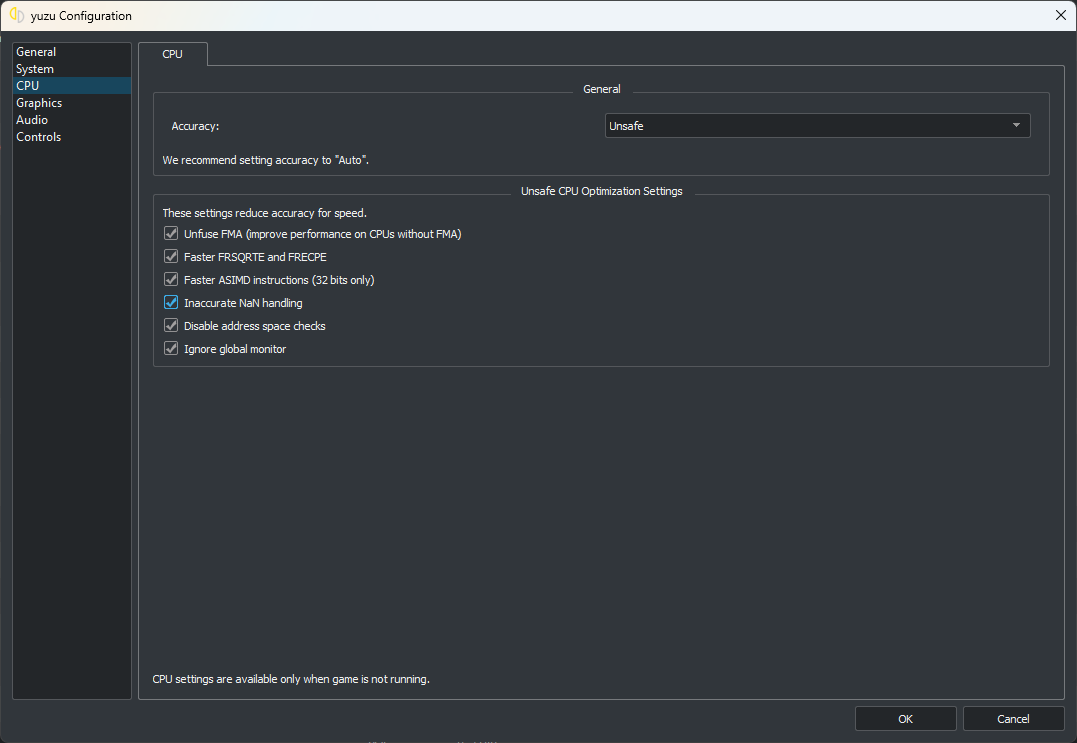 yuzu Configuration
General
System
CPU
Graphics
Audio
Controls
CPU
General
Accuracy:
Unsafe
We recommend setting accuracy to "Auto".
Unsafe CPU Optimization Settings
These settings reduce accuracy for speed.
Unfuse FMA (improve performance on CPUs without FMA)
Faster FRSQRTE and FRECPE
Faster ASIMD instructions (32 bits only)
Inaccurate NaN handling
Disable address space checks
Ignore global monitor
CPU settings are available only when game is not running.
OK
Cancel